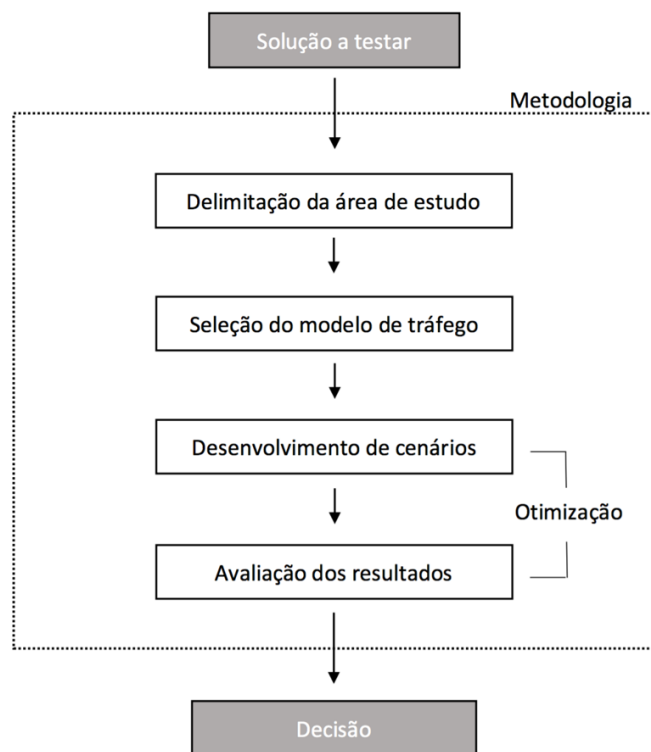 Solução a testar
Metodologia
Delimitação da área de estudo
Seleção do modelo de tráfego
Desenvolvimento de cenários
Otimização
Avaliação dos resultados
Decisão